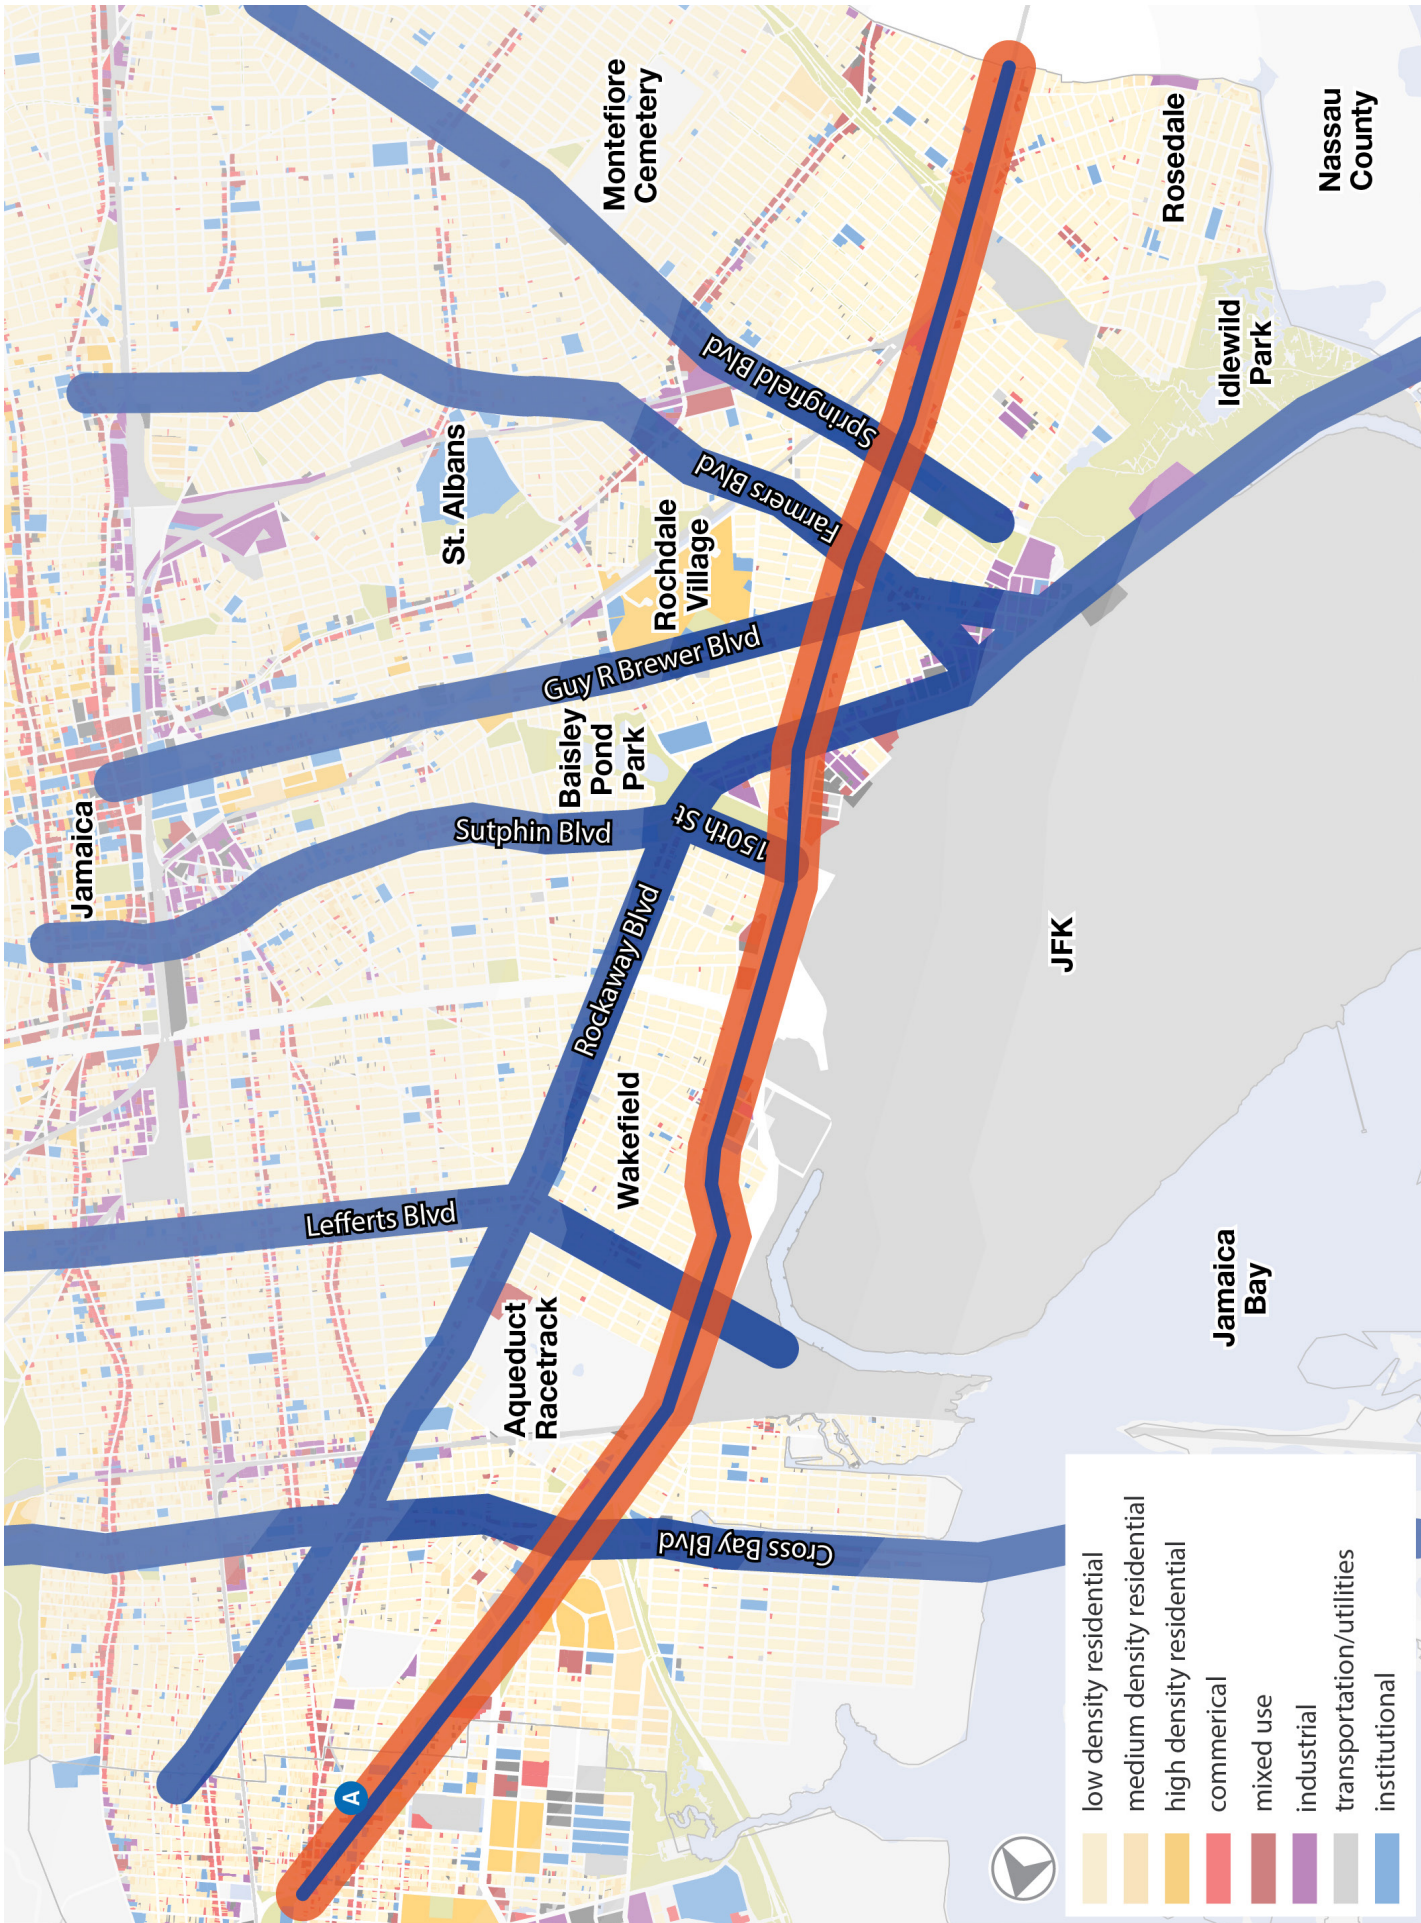 Jamaica
St. Albans
Montefiore
Cemetery
Rosedale
Nassau
County
Idlewild
Park
Springfield Blvd
Farmers Blvd
Rochdale
Village
Guy R Brewer Blvd
Baisley
Pond
Park
Sutphin Blvd
150th St
Rockaway Blvd
JFK
Wakefield
Lefferts Blvd
Aqueduct
Racetrack
Jamaica
Bay
Cross Bay Blvd
A
low density residential
medium density residential
high density residential
commerical
mixed use
industrial
transportation/utilities
institutional